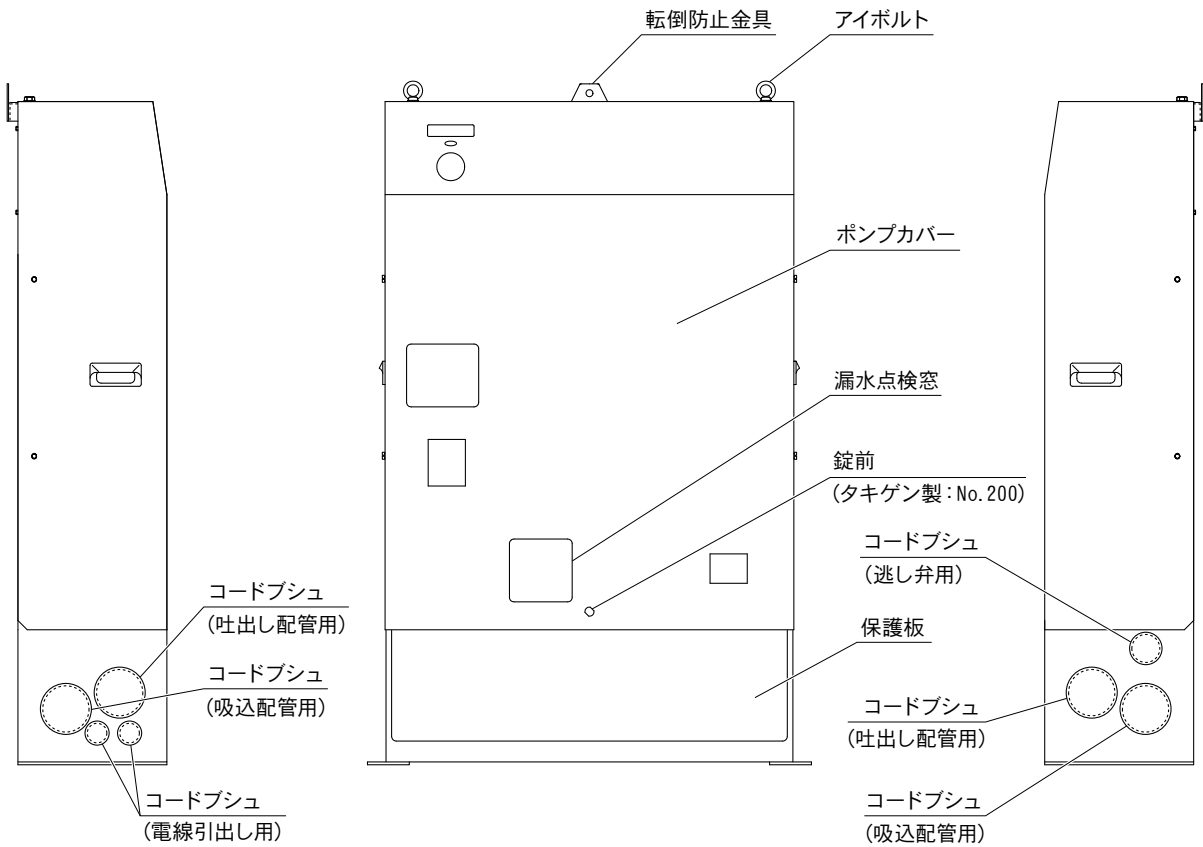 転倒防止金具
アイボルト
ポンプカバー
漏水点検窓
錠前
(タキゲン製:No.200)
コードブシュ
(逃し弁用)
コードブシュ
(吐出し配管用)
保護板
コードブシュ
(吸込配管用)
コードブシュ
(吐出し配管用)
コードブシュ
(電線引出し用)
コードブシュ
(吸込配管用)